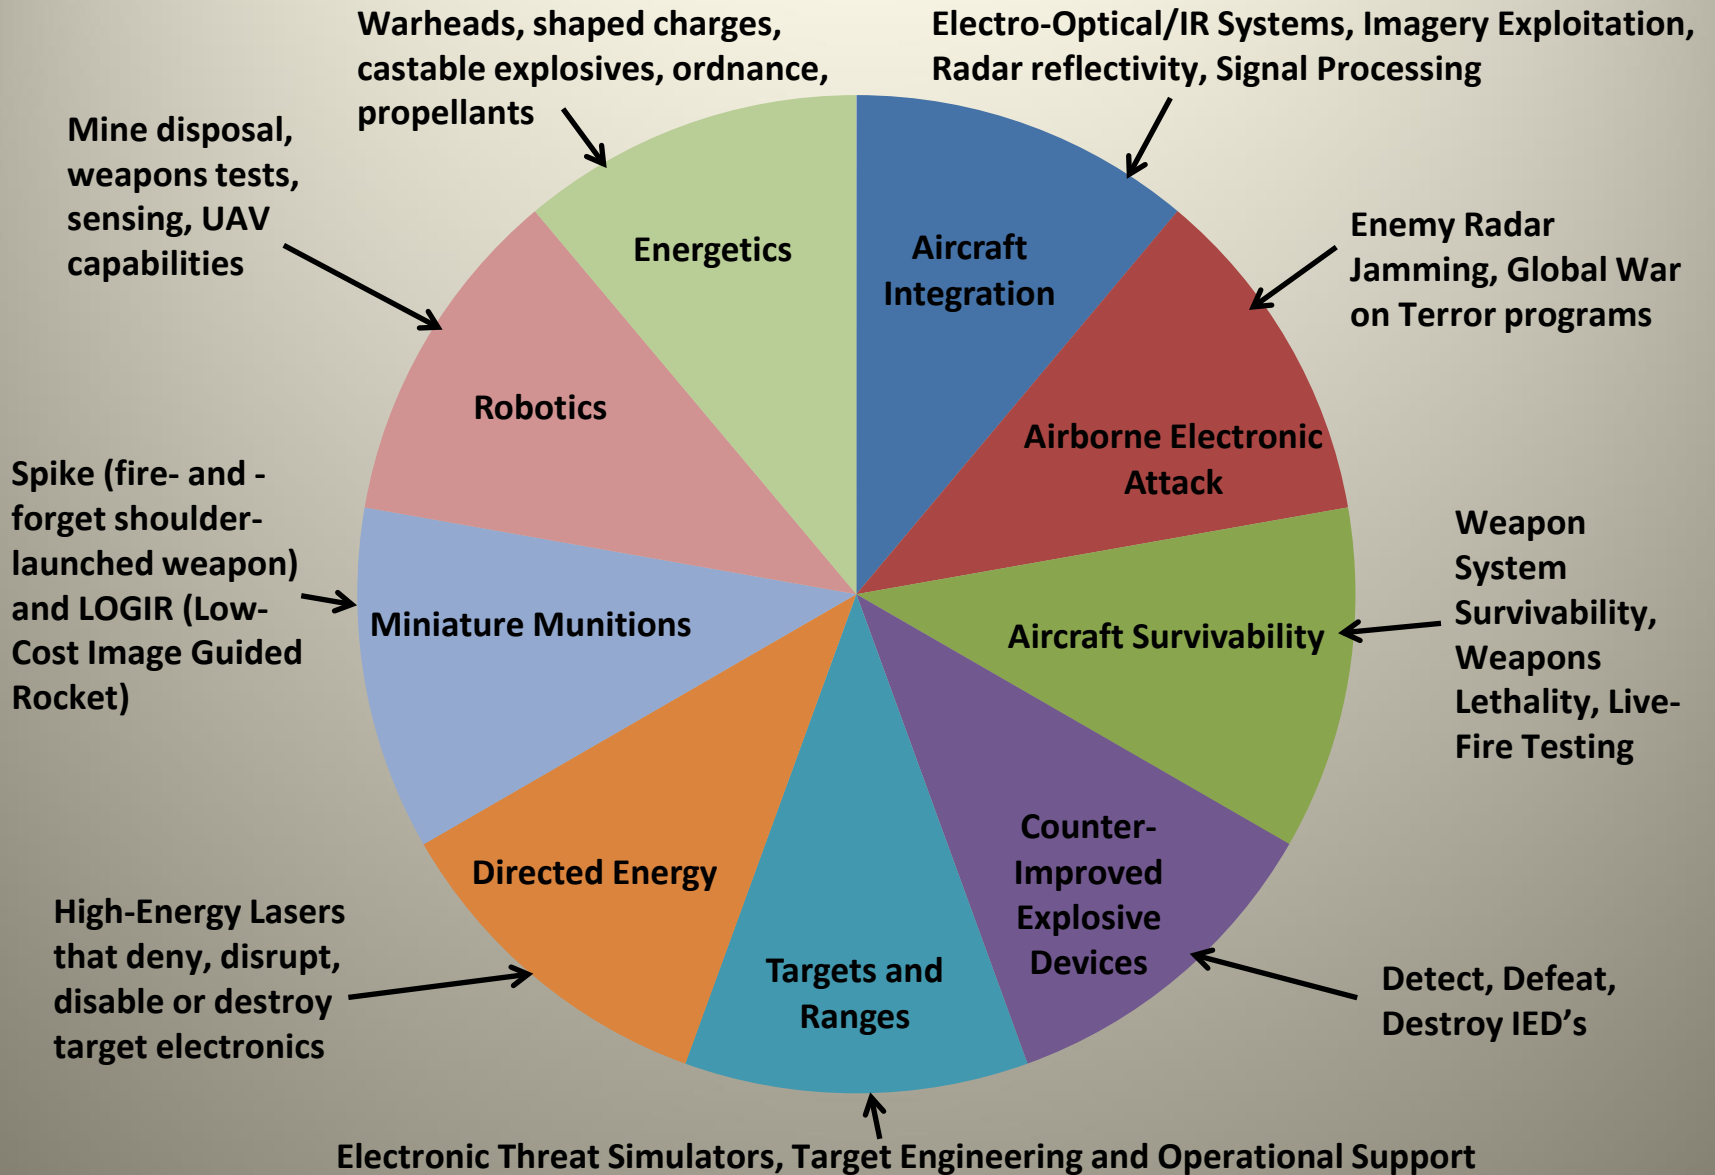 Warheads, shaped charges,
castable explosives, ordnance,
propellants
Electro-Optical/IR Systems, Imagery Exploitation,
Radar reflectivity, Signal Processing
Mine disposal,
weapons tests,
sensing, UAV
capabilities
Enemy Radar
Jamming, Global War
on Terror programs
Energetics
Aircraft
Integration
Robotics
Airborne Electronic
Attack
Spike (fire- and -
forget shoulder-
launched weapon)
and LOGIR (Low-
Cost Image Guided
Rocket)
Weapon
System
Survivability,
Weapons
Lethality, Live-
Fire Testing
Miniature Munitions
Aircraft Survivability
Directed Energy
Counter-
Improved
Explosive
Devices
Targets and
Ranges
High-Energy Lasers
that deny, disrupt,
disable or destroy
target electronics
Detect, Defeat,
Destroy IED’s
Electronic Threat Simulators, Target Engineering and Operational Support